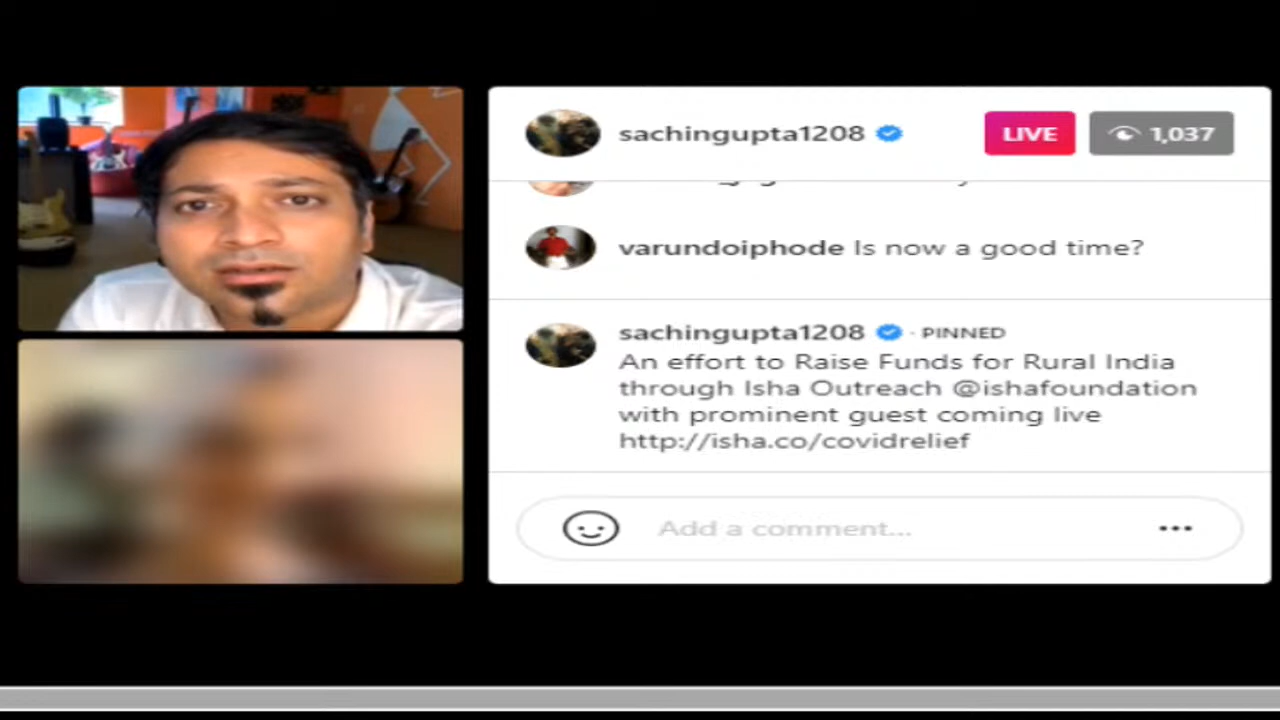 sachingupta1208
LIVE
1,037
varundoiphode Is now a good time?
sachingupta1208 · PINNED
An effort to Raise Funds for Rural India
through Isha Outreach @ishafoundation
with prominent guest coming live
http://isha.co/covidrelief
Add a comment...